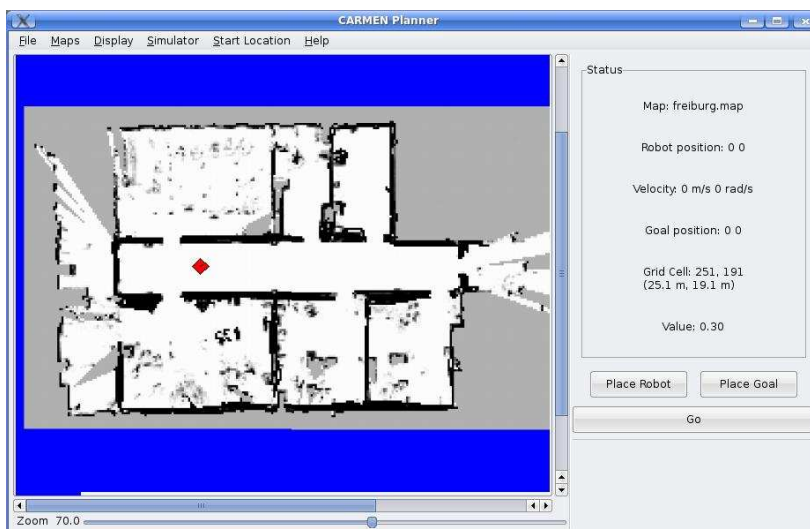 CARMEN Planner
File Maps Display Simulator Start Location Help
Status
Map: freiburg.map
Robot position: 0 0
Velocity: 0 m/s 0 rad/s
Goal position: 0 0
Grid Cell: 251, 191
(25.1 m, 19.1 m)
Value: 0.30
Place Robot Place Goal
Go
Zoom 70.0